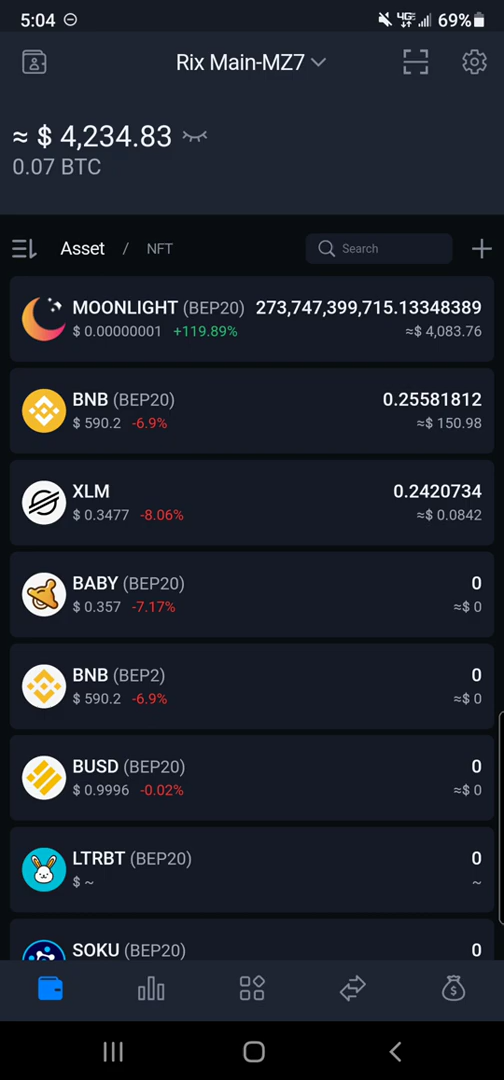 5:04 4G 69%
Rix Main-MZ7
≈ $ 4,234.83
0.07 BTC
Asset / NFT Search
MOONLIGHT (BEP20) 273,747,399,715.13348389
$ 0.00000001 +119.89% ≈$ 4,083.76
BNB (BEP20) 0.25581812
$ 590.2 -6.9% ≈$ 150.98
XLM 0.2420734
$ 0.3477 -8.06% ≈$ 0.0842
BABY (BEP20) 0
$ 0.357 -7.17% ≈$ 0
BNB (BEP2) 0
$ 590.2 -6.9% ≈$ 0
BUSD (BEP20) 0
$ 0.9996 -0.02% ≈$ 0
LTRBT (BEP20) 0
$ ~ ~
SOKU (BEP20) 0